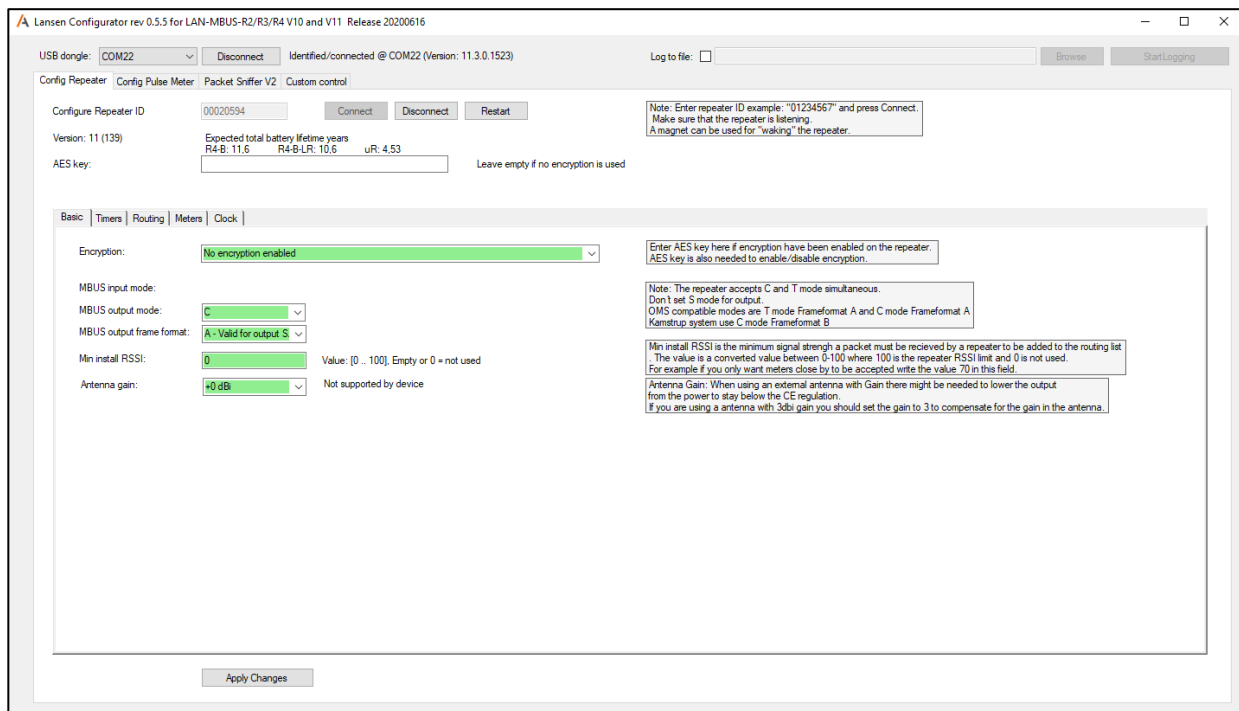 Lansen Configurator rev 0.5.5 for LAN-MBUS-R2/R3/R4 V10 and V11 Release 20200616
USB dongle: COM22 Disconnect Identified/connected @ COM22 (Version: 11.3.0.1523) Log to file: Browse Start Logging
Config Repeater Config Pulse Meter Packet Sniffer V2 Custom control
Configure Repeater ID 00020594 Connect Disconnect Restart
Note: Enter repeater ID example: "01234567" and press Connect.
Make sure that the repeater is listening.
A magnet can be used for "waking" the repeater.
Version: 11 (139) Expected total battery lifetime years
R4-B: 11,6 R4-B-LR: 10,6 uR: 4,53
AES key: Leave empty if no encryption is used
Basic Timers Routing Meters Clock
Encryption: No encryption enabled
Enter AES key here if encryption have been enabled on the repeater.
AES key is also needed to enable/disable encryption.
MBUS input mode:
Note: The repeater accepts C and T mode simultaneous.
Don't set S mode for output.
OMS compatible modes are T mode Frameformat A and C mode Frameformat A
Kamstrup system use C mode Frameformat B
MBUS output mode: C
MBUS output frame format: A - Valid for output S
Min install RSSI: 0 Value: [0 .. 100], Empty or 0 = not used
Min install RSSI is the minimum signal strengh a packet must be recieved by a repeater to be added to the routing list
. The value is a converted value between 0-100 where 100 is the repeater RSSI limit and 0 is not used.
For example if you only want meters close by to be accepted write the value 70 in this field.
Antenna gain: +0 dBi Not supported by device
Antenna Gain: When using an external antenna with Gain there might be needed to lower the output
from the power to stay below the CE regulation.
If you are using a antenna with 3dbi gain you should set the gain to 3 to compensate for the gain in the antenna.
Apply Changes